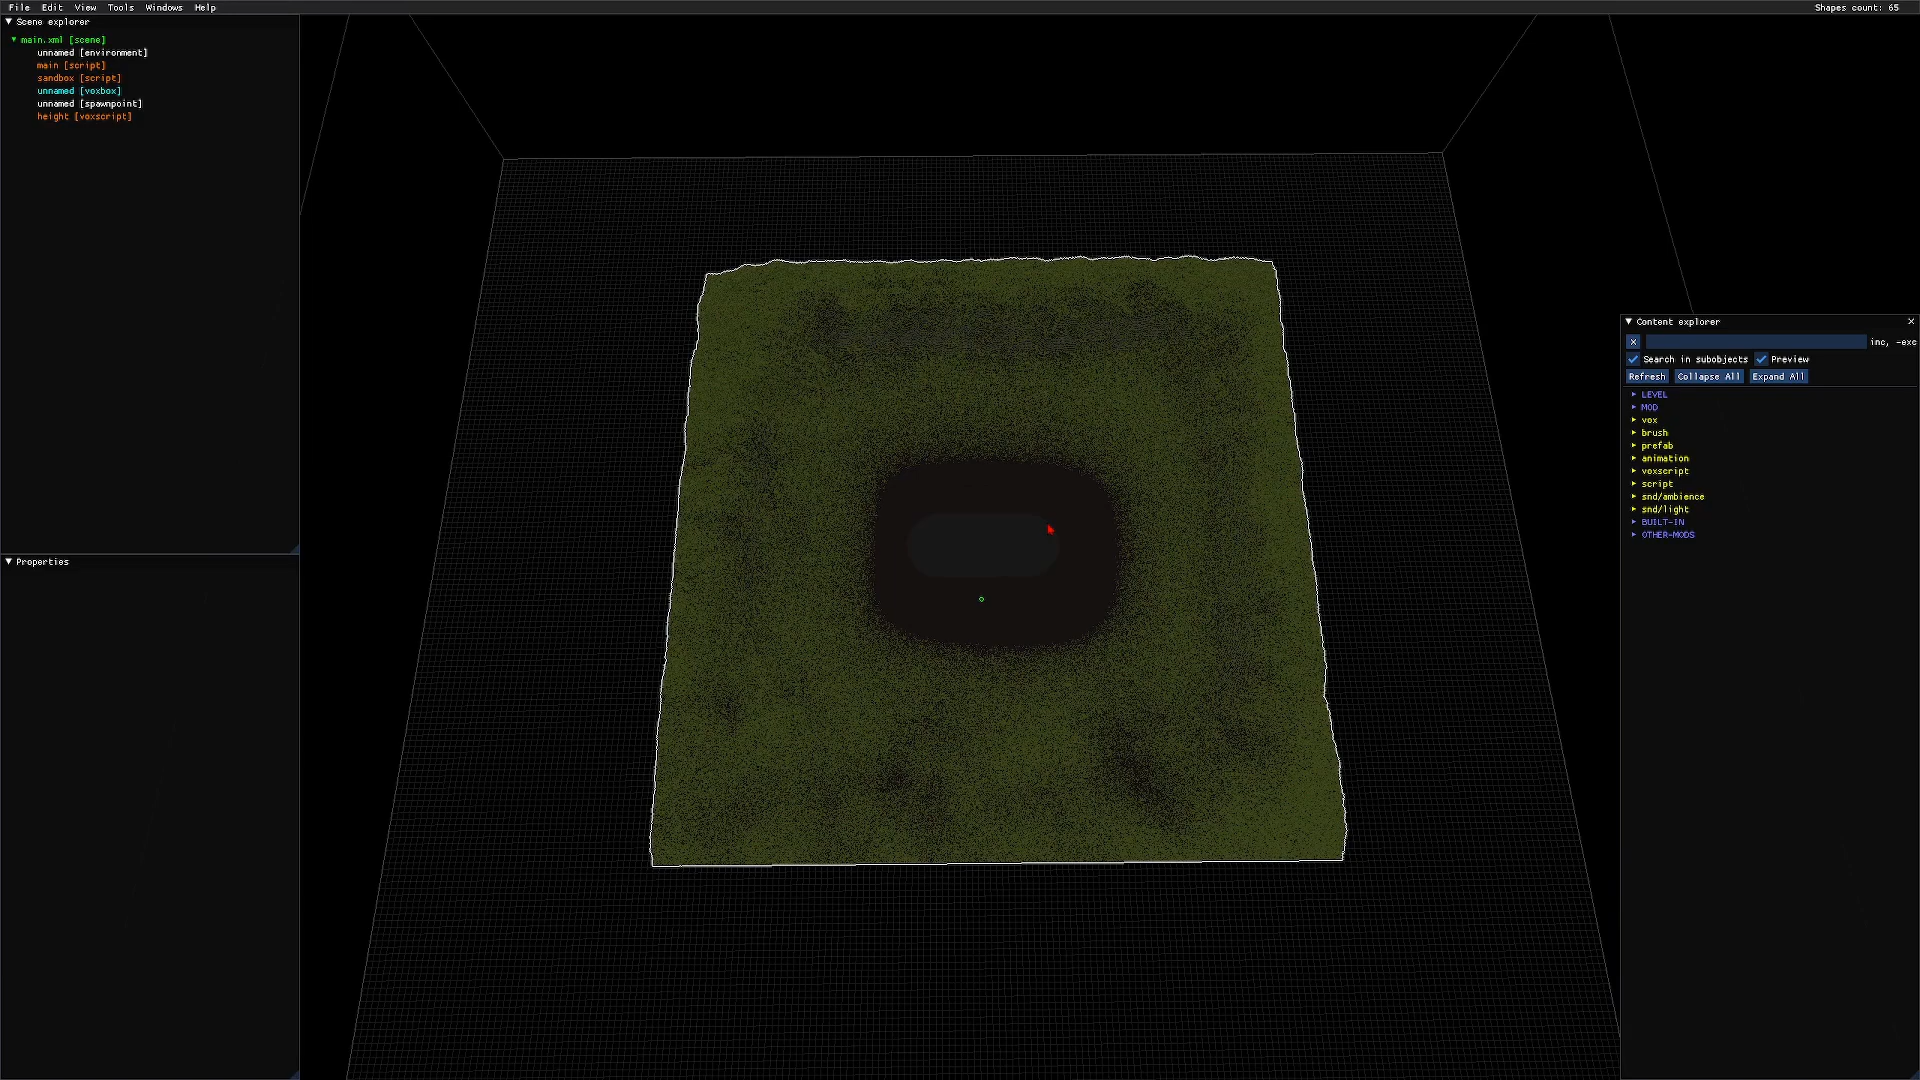 File Edit View Tools Windows Help
Shapes count: 65
Scene explorer
main.xml [scene]
unnamed [environment]
main [script]
sandbox [script]
unnamed [voxbox]
unnamed [spawnpoint]
height [voxscript]
Properties
Content explorer
inc, -exc
Search in subobjects Preview
Refresh Collapse All Expand All
LEVEL
MOD
vox
brush
prefab
animation
voxscript
script
snd/ambience
snd/light
BUILT-IN
OTHER-MODS